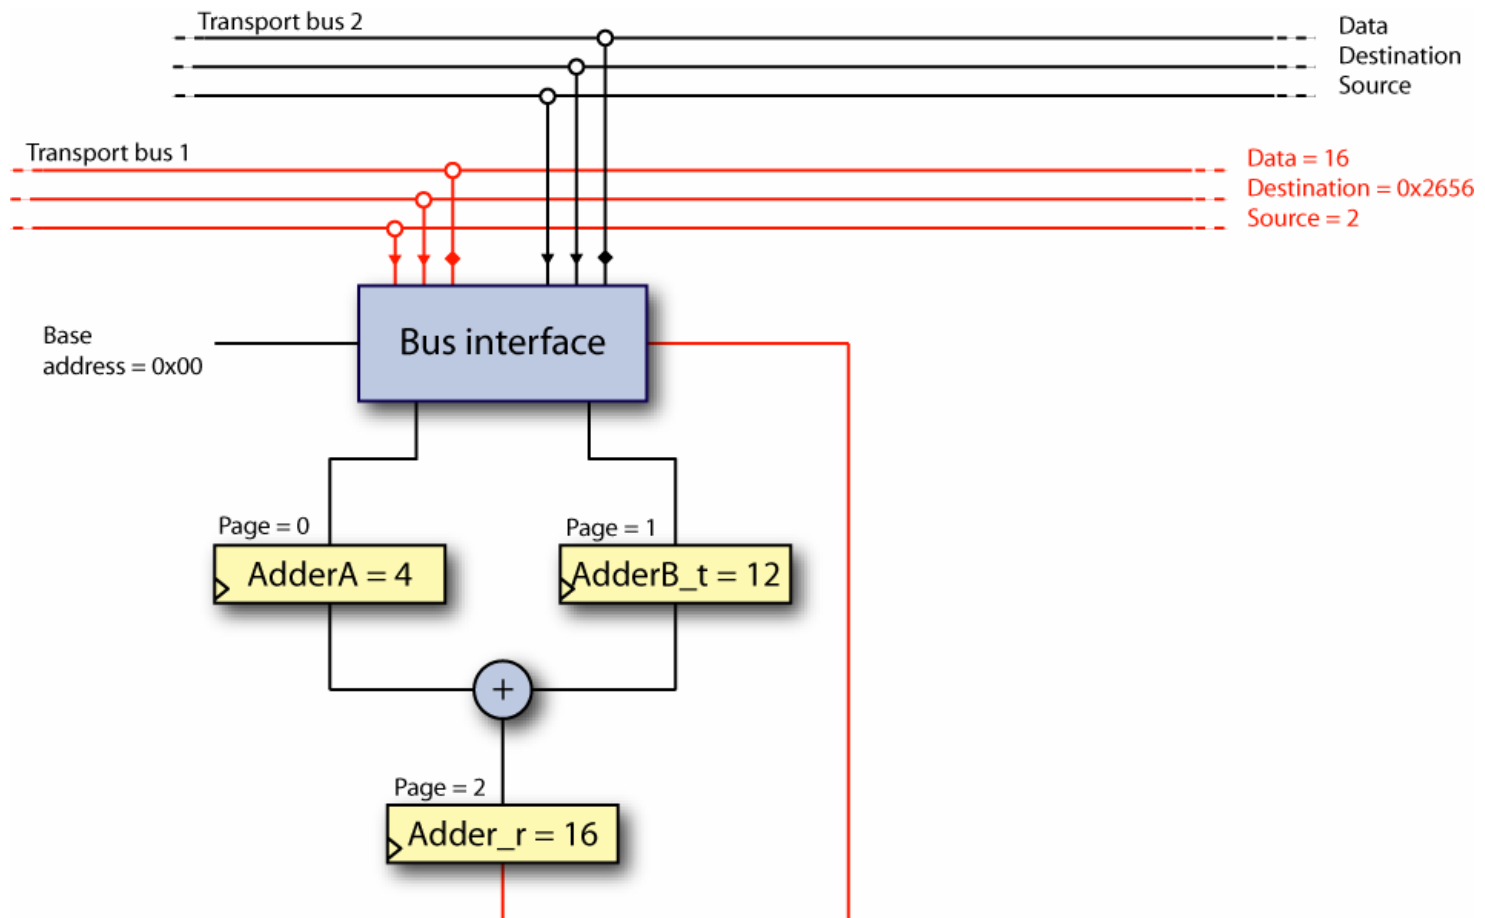 Transport bus 2
Data
Destination
Source
Transport bus 1
Data = 16
Destination = 0x2656
Source = 2
Base
address = 0x00
Bus interface
Page = 0
Page = 1
AdderA = 4
AdderB_t = 12
+
Page = 2
Adder_r = 16